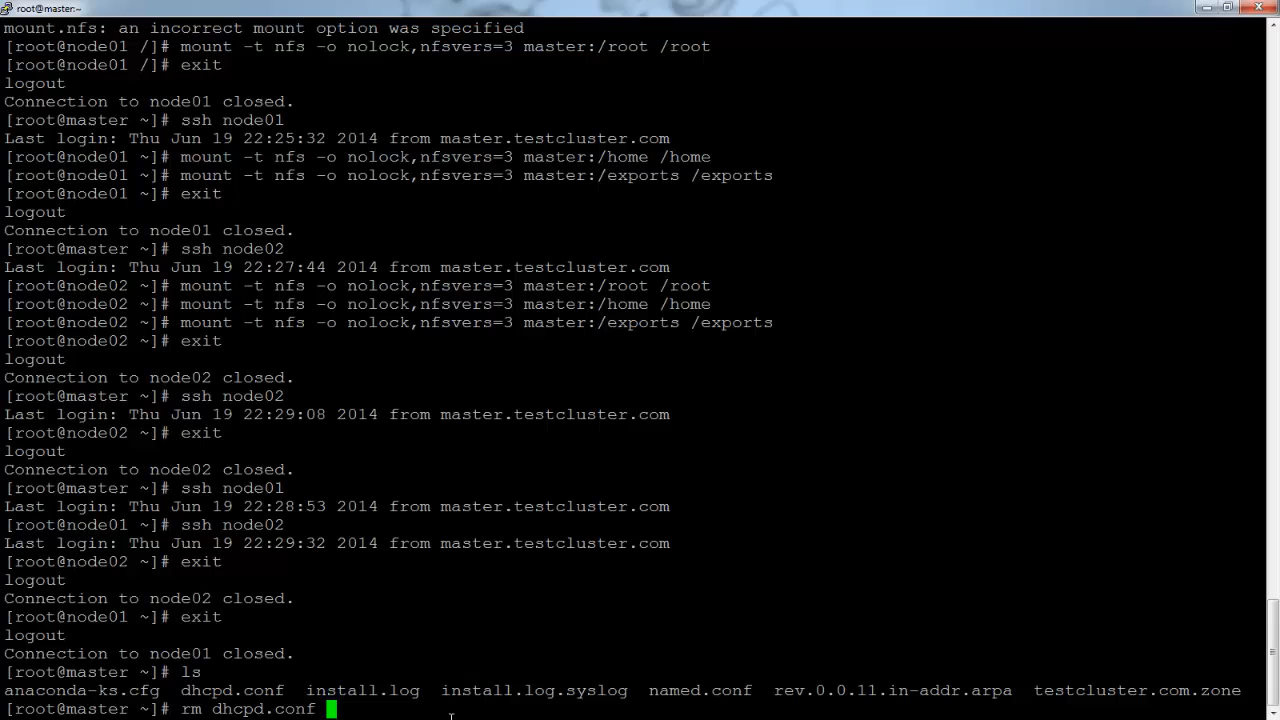 root@master:~
mount.nfs: an incorrect mount option was specified
[root@node01 /]# mount -t nfs -o nolock,nfsvers=3 master:/root /root
[root@node01 /]# exit
logout
Connection to node01 closed.
[root@master ~]# ssh node01
Last login: Thu Jun 19 22:25:32 2014 from master.testcluster.com
[root@node01 ~]# mount -t nfs -o nolock,nfsvers=3 master:/home /home
[root@node01 ~]# mount -t nfs -o nolock,nfsvers=3 master:/exports /exports
[root@node01 ~]# exit
logout
Connection to node01 closed.
[root@master ~]# ssh node02
Last login: Thu Jun 19 22:27:44 2014 from master.testcluster.com
[root@node02 ~]# mount -t nfs -o nolock,nfsvers=3 master:/root /root
[root@node02 ~]# mount -t nfs -o nolock,nfsvers=3 master:/home /home
[root@node02 ~]# mount -t nfs -o nolock,nfsvers=3 master:/exports /exports
[root@node02 ~]# exit
logout
Connection to node02 closed.
[root@master ~]# ssh node02
Last login: Thu Jun 19 22:29:08 2014 from master.testcluster.com
[root@node02 ~]# exit
logout
Connection to node02 closed.
[root@master ~]# ssh node01
Last login: Thu Jun 19 22:28:53 2014 from master.testcluster.com
[root@node01 ~]# ssh node02
Last login: Thu Jun 19 22:29:32 2014 from master.testcluster.com
[root@node02 ~]# exit
logout
Connection to node02 closed.
[root@node01 ~]# exit
logout
Connection to node01 closed.
[root@master ~]# ls
anaconda-ks.cfg dhcpd.conf install.log install.log.syslog named.conf rev.0.0.11.in-addr.arpa testcluster.com.zone
[root@master ~]# rm dhcpd.conf